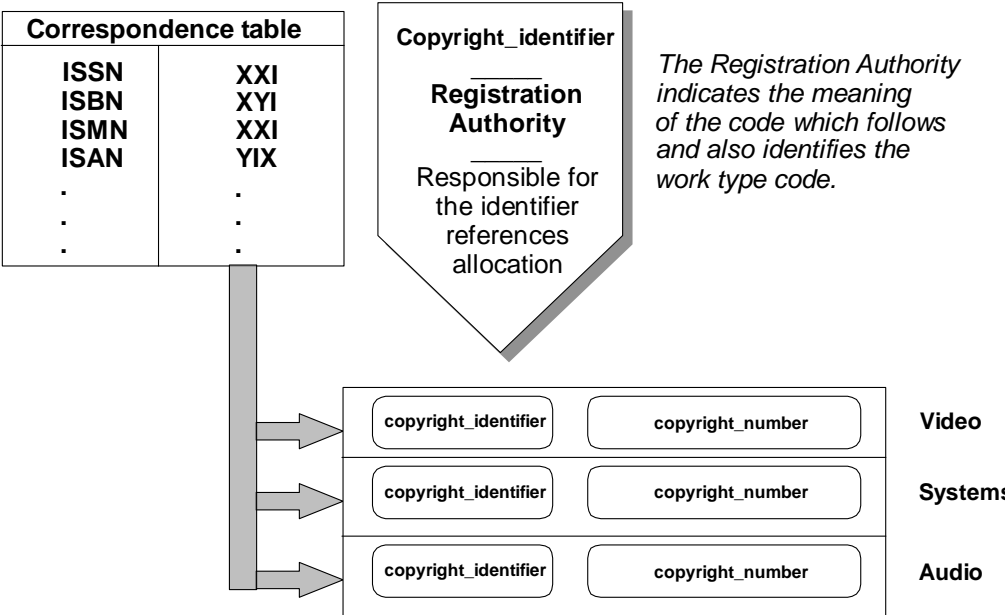 Correspondence table
ISSN XXI
ISBN XYI
ISMN XXI
ISAN YIX
. .
. .
. .
Copyright_identifier
Registration
Authority
Responsible for
the identifier
references
allocation
The Registration Authority
indicates the meaning
of the code which follows
and also identifies the
work type code.
copyright_identifier copyright_number Video
copyright_identifier copyright_number Systems
copyright_identifier copyright_number Audio